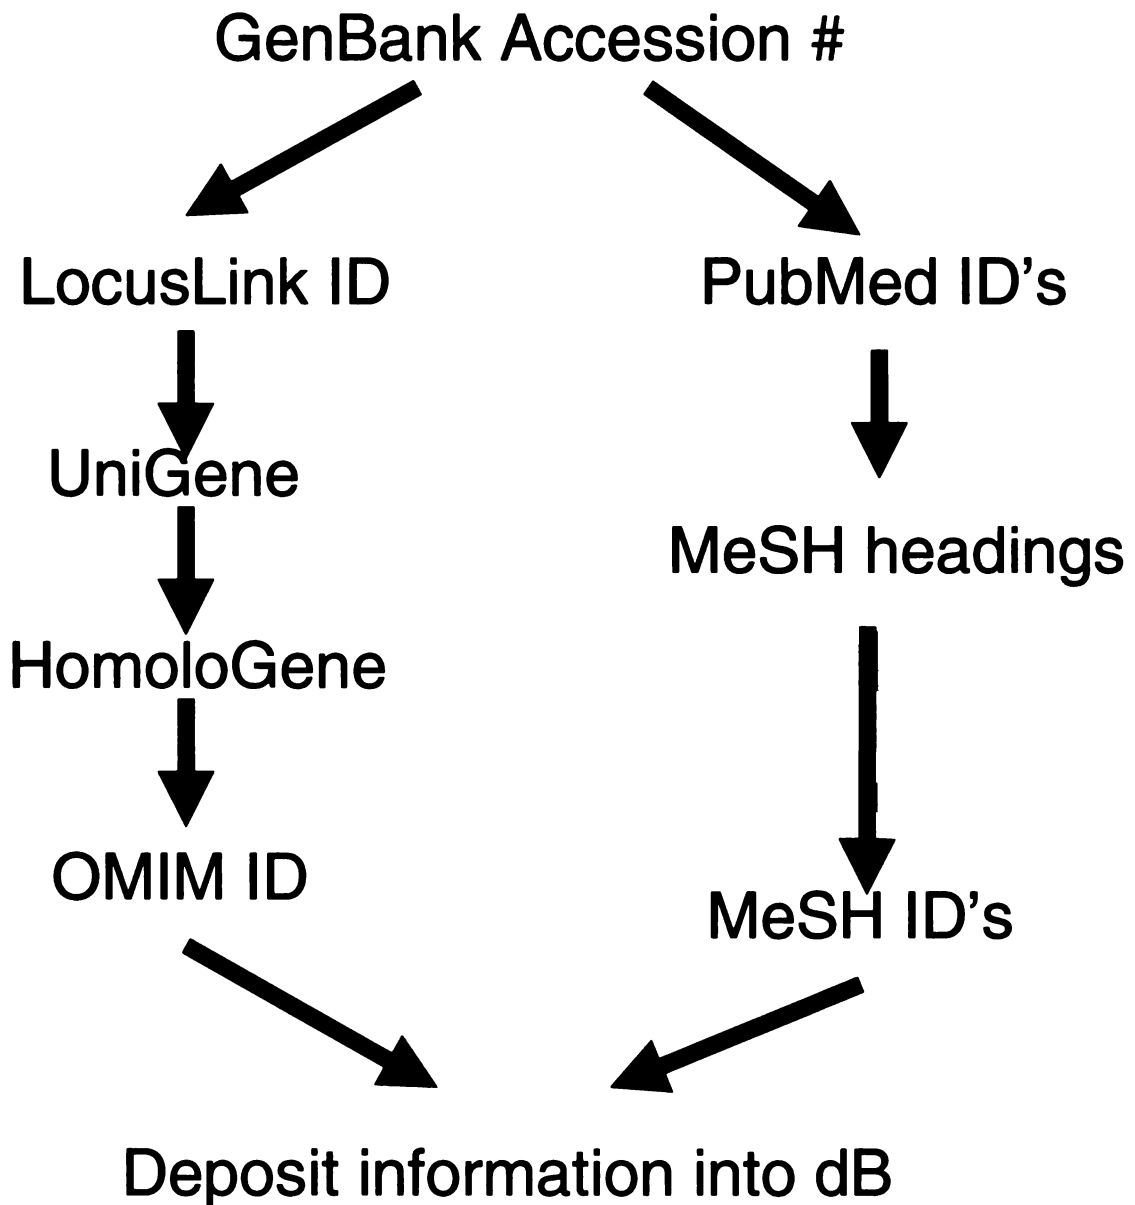 GenBank Accession #
LocusLink ID
PubMed ID's
UniGene
MeSH headings
HomoloGene
OMIM ID
MeSH ID's
Deposit information into dB